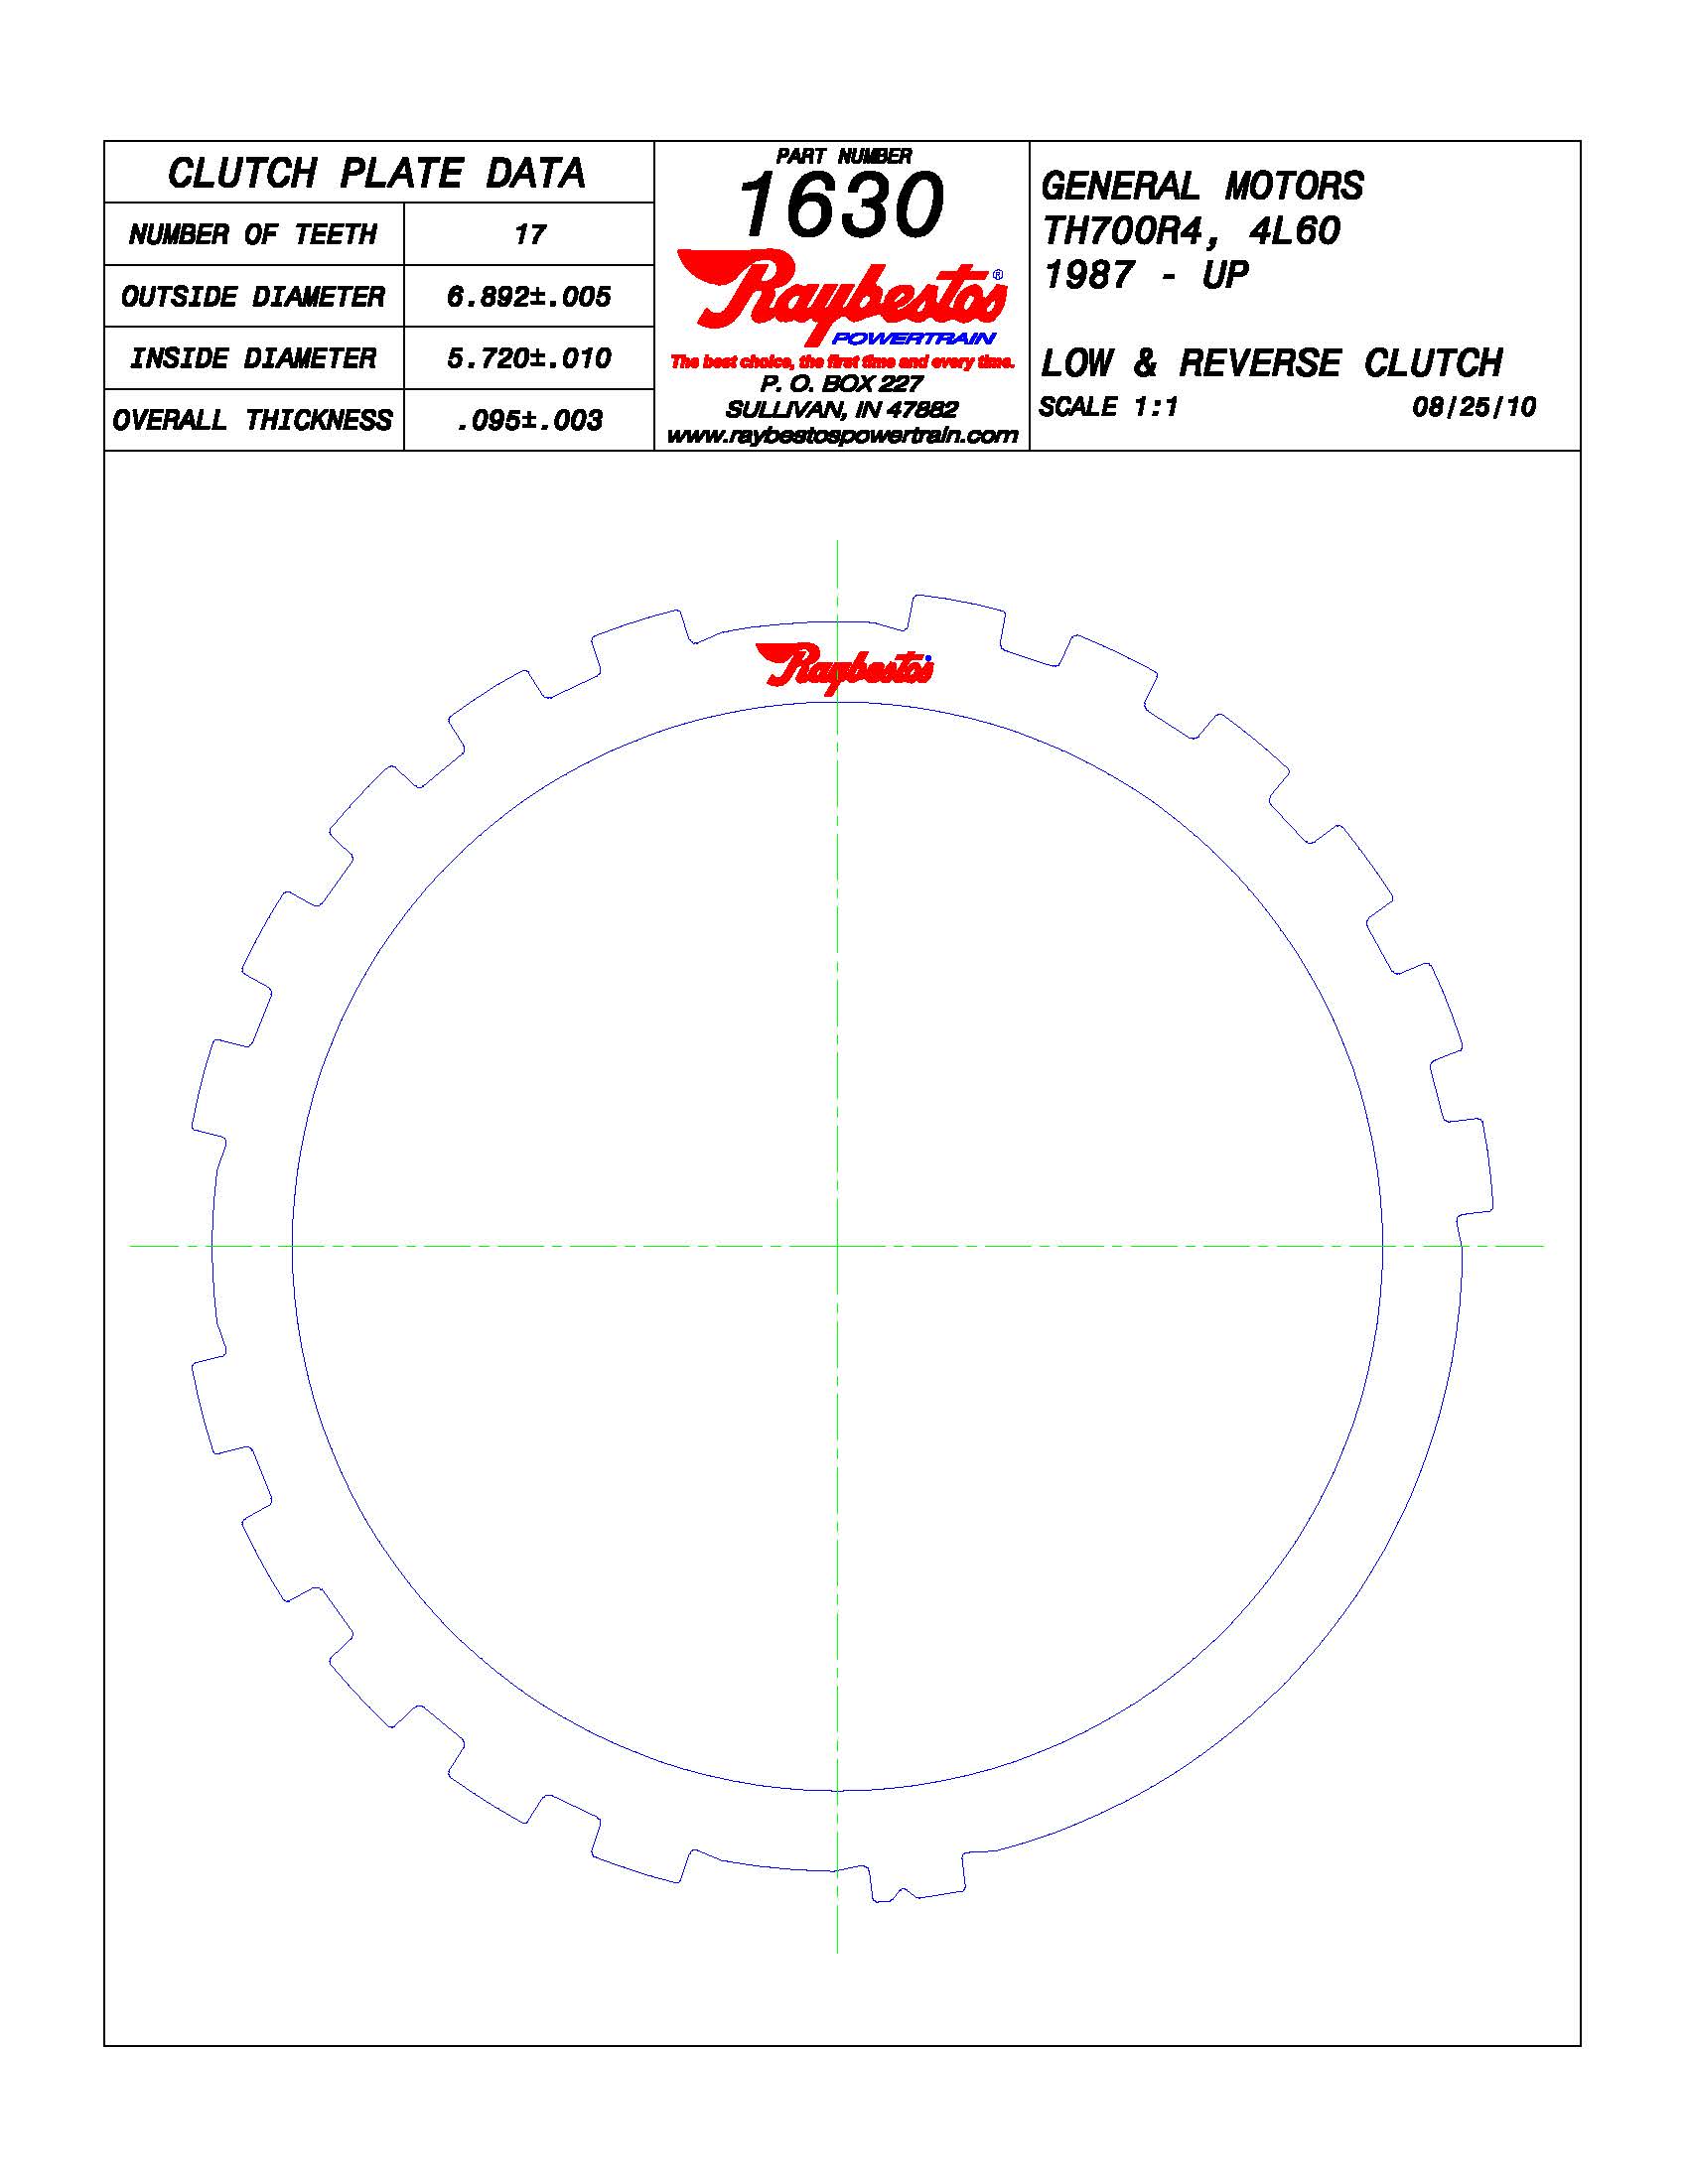 CLUTCH PLATE DATA
NUMBER OF TEETH 17
OUTSIDE DIAMETER 6.892±.005
INSIDE DIAMETER 5.720±.010
OVERALL THICKNESS .095±.003
PART NUMBER
1630
Raybestos®
POWERTRAIN
The best choice, the first time and every time.
P. O. BOX 227
SULLIVAN, IN 47882
www.raybestospowertrain.com
GENERAL MOTORS
TH700R4, 4L60
1987 - UP
LOW & REVERSE CLUTCH
SCALE 1:1 08/25/10
Raybestos